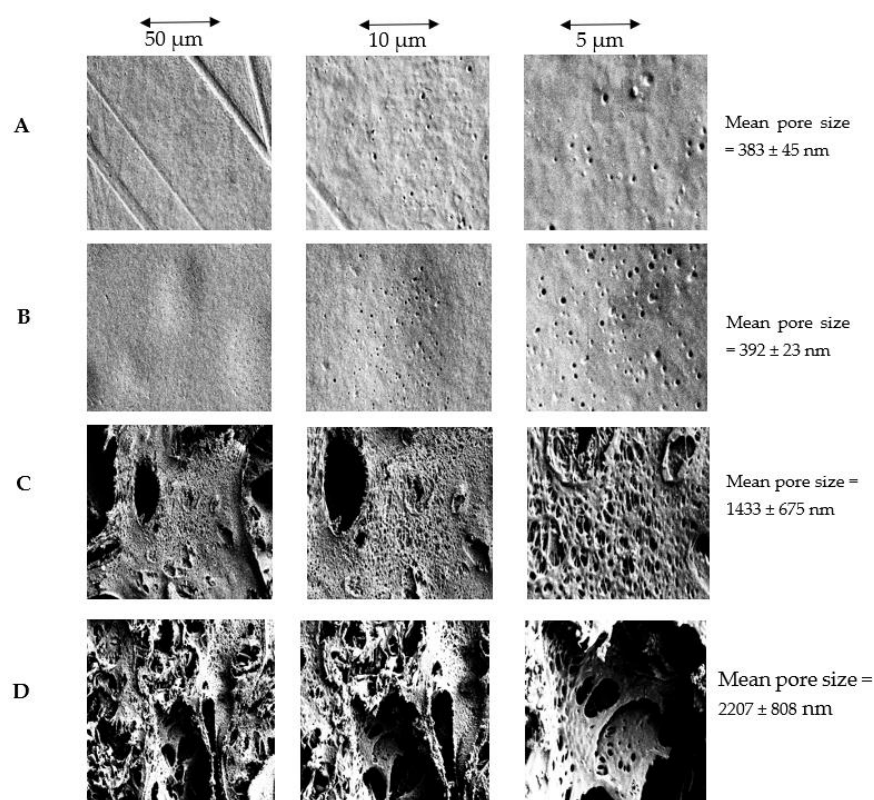 50 µm
10 µm
5 µm
A
Mean pore size
= 383 ± 45 nm
B
Mean pore size
= 392 ± 23 nm
C
Mean pore size =
1433 ± 675 nm
D
Mean pore size =
2207 ± 808 nm